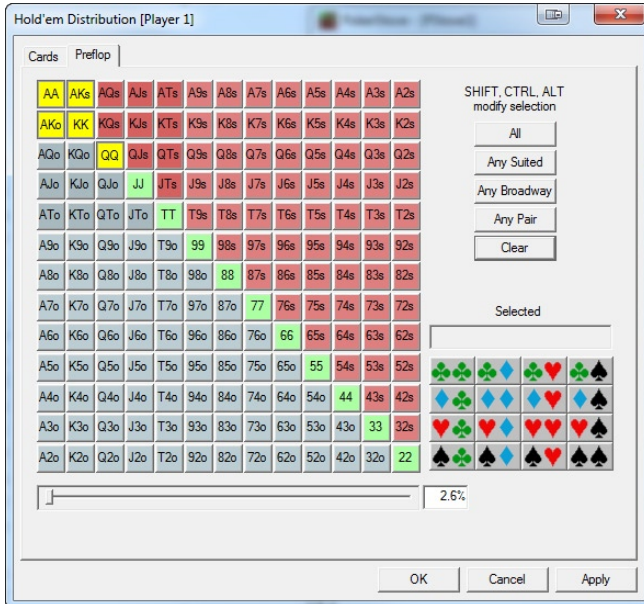 Hold'em Distribution [Player 1]
Cards Preflop
AA AKs AQs AJs ATs A9s A8s A7s A6s A5s A4s A3s A2s
AKo KK KQs KJs KTs K9s K8s K7s K6s K5s K4s K3s K2s
AQo KQo QQ QJs QTs Q9s Q8s Q7s Q6s Q5s Q4s Q3s Q2s
AJo KJo QJo JJ JTs J9s J8s J7s J6s J5s J4s J3s J2s
ATo KTo QTo JTo TT T9s T8s T7s T6s T5s T4s T3s T2s
A9o K9o Q9o J9o T9o 99 98s 97s 96s 95s 94s 93s 92s
A8o K8o Q8o J8o T8o 98o 88 87s 86s 85s 84s 83s 82s
A7o K7o Q7o J7o T7o 97o 87o 77 76s 75s 74s 73s 72s
A6o K6o Q6o J6o T6o 96o 86o 76o 66 65s 64s 63s 62s
A5o K5o Q5o J5o T5o 95o 85o 75o 65o 55 54s 53s 52s
A4o K4o Q4o J4o T4o 94o 84o 74o 64o 54o 44 43s 42s
A3o K3o Q3o J3o T3o 93o 83o 73o 63o 53o 43o 33 32s
A2o K2o Q2o J2o T2o 92o 82o 72o 62o 52o 42o 32o 22
2.6%
SHIFT, CTRL, ALT
modify selection
All
Any Suited
Any Broadway
Any Pair
Clear
Selected
OK Cancel Apply